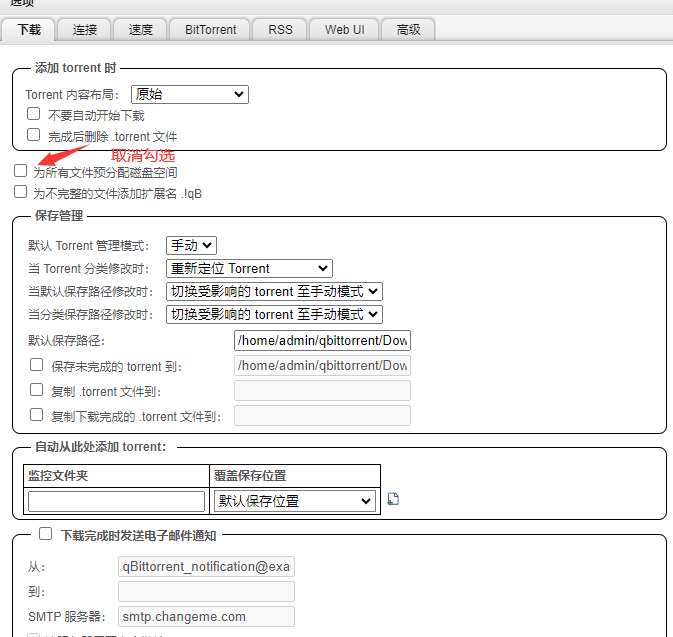 选项
下载 连接 速度 BitTorrent RSS Web UI 高级
添加 torrent 时
Torrent 内容布局： 原始
不要自动开始下载
完成后删除 .torrent 文件
取消勾选
为所有文件预分配磁盘空间
为不完整的文件添加扩展名 .!qB
保存管理
默认 Torrent 管理模式： 手动
当 Torrent 分类修改时： 重新定位 Torrent
当默认保存路径修改时： 切换受影响的 torrent 至手动模式
当分类保存路径修改时： 切换受影响的 torrent 至手动模式
默认保存路径： /home/admin/qbittorrent/Dow
保存未完成的 torrent 到： /home/admin/qbittorrent/Dow
复制 .torrent 文件到：
复制下载完成的 .torrent 文件到：
自动从此处添加 torrent：
监控文件夹 覆盖保存位置
默认保存位置
下载完成时发送电子邮件通知
从： qBittorrent_notification@exa
到：
SMTP 服务器： smtp.changeme.com